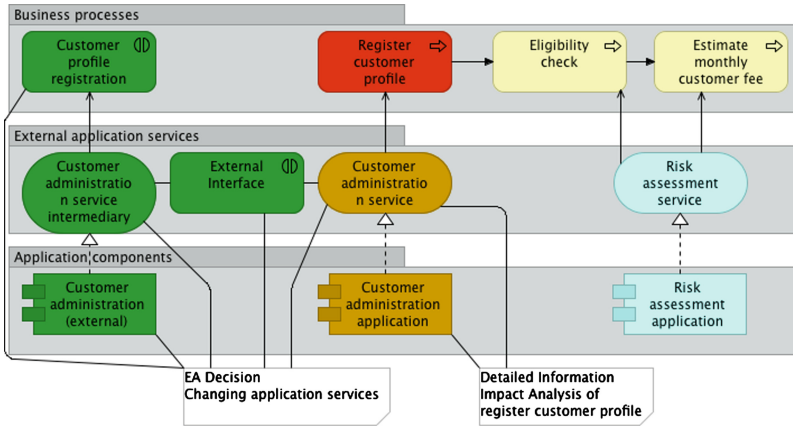 Business processes
Customer
profile
registration
Register
customer
profile
Eligibility
check
Estimate
monthly
customer fee
External application services
Customer
administratio
n service
intermediary
External
Interface
Customer
administratio
n service
Risk
assessment
service
Application components
Customer
administration
(external)
Customer
administration
application
Risk
assessment
application
EA Decision
Changing application services
Detailed Information
Impact Analysis of
register customer profile